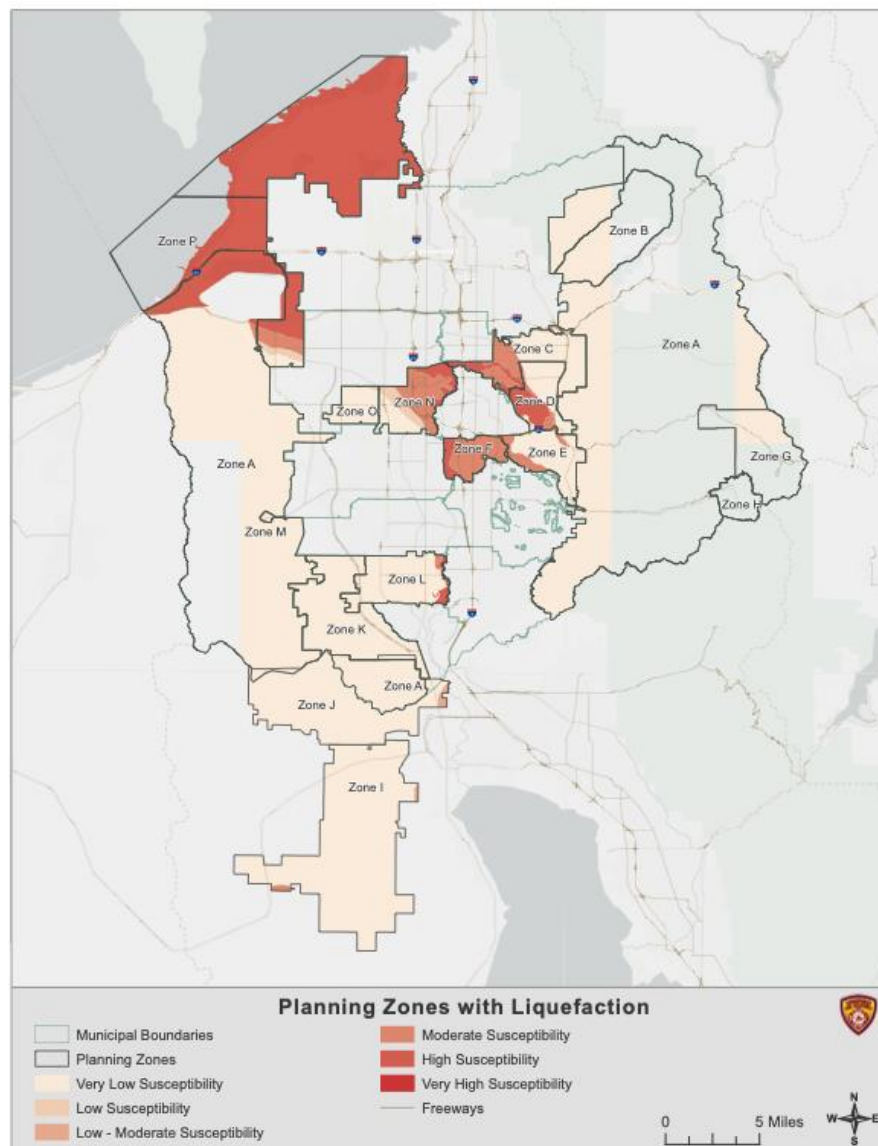 Zone B
Zone P
Zone A
Zone C
Zone O
Zone N
Zone D
Zone F
Zone E
Zone A
Zone G
Zone H
Zone M
Zone L
Zone K
Zone A
Zone J
Zone I
Planning Zones with Liquefaction
Municipal Boundaries
Planning Zones
Very Low Susceptibility
Low Susceptibility
Low - Moderate Susceptibility
Moderate Susceptibility
High Susceptibility
Very High Susceptibility
Freeways
0 5 Miles
N
W E
S